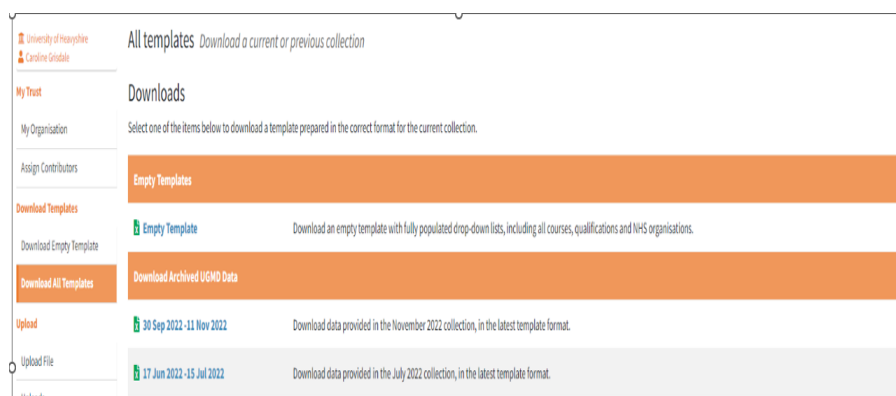 University of Heavyshire
Caroline Grisdale
My Trust
My Organisation
Assign Contributors
Download Templates
Download Empty Template
Download All Templates
Upload
Upload File
All templates Download a current or previous collection
Downloads
Select one of the items below to download a template prepared in the correct format for the current collection.
Empty Templates
Empty Template Download an empty template with fully populated drop-down lists, including all courses, qualifications and NHS organisations.
Download Archived UGMD Data
30 Sep 2022 -11 Nov 2022 Download data provided in the November 2022 collection, in the latest template format.
17 Jun 2022 -15 Jul 2022 Download data provided in the July 2022 collection, in the latest template format.